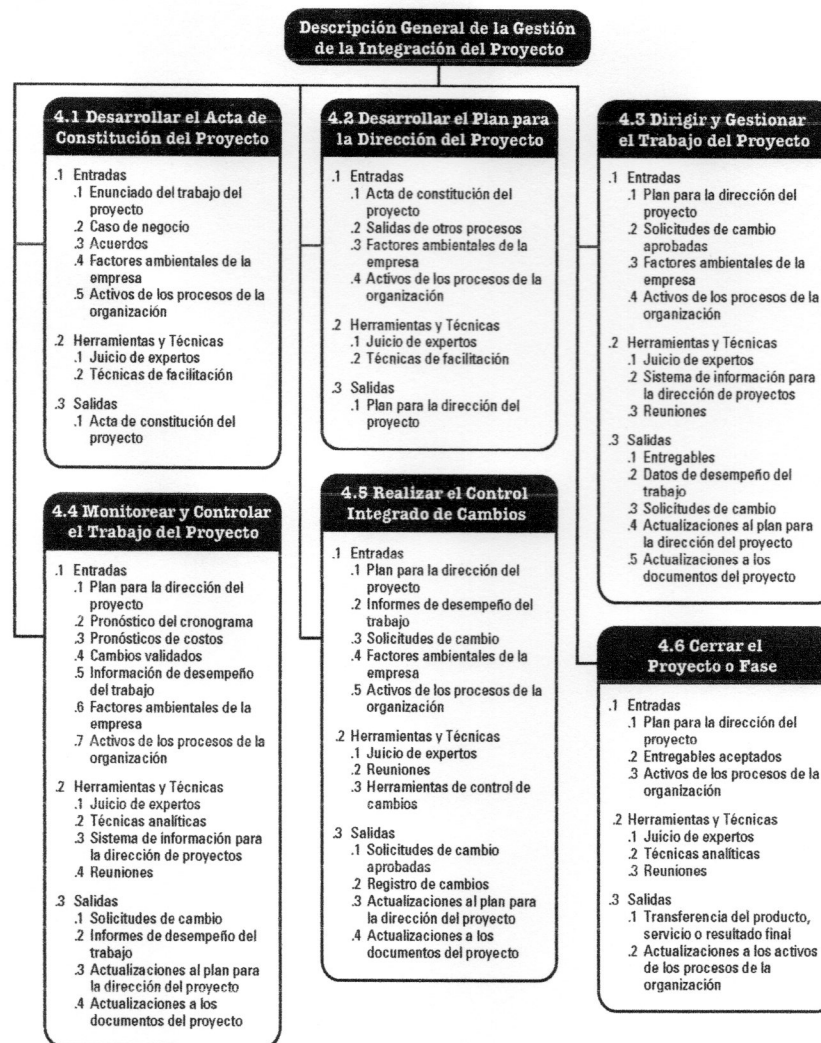 Descripción General de la Gestión
de la Integración del Proyecto
4.1 Desarrollar el Acta de
Constitución del Proyecto
.1 Entradas
.1 Enunciado del trabajo del
proyecto
.2 Caso de negocio
.3 Acuerdos
.4 Factores ambientales de la
empresa
.5 Activos de los procesos de la
organización
.2 Herramientas y Técnicas
.1 Juicio de expertos
.2 Técnicas de facilitación
.3 Salidas
.1 Acta de constitución del
proyecto
4.2 Desarrollar el Plan para
la Dirección del Proyecto
.1 Entradas
.1 Acta de constitución del
proyecto
.2 Salidas de otros procesos
.3 Factores ambientales de la
empresa
.4 Activos de los procesos de la
organización
.2 Herramientas y Técnicas
.1 Juicio de expertos
.2 Técnicas de facilitación
.3 Salidas
.1 Plan para la dirección del
proyecto
4.3 Dirigir y Gestionar
el Trabajo del Proyecto
.1 Entradas
.1 Plan para la dirección del
proyecto
.2 Solicitudes de cambio
aprobadas
.3 Factores ambientales de la
empresa
.4 Activos de los procesos de la
organización
.2 Herramientas y Técnicas
.1 Juicio de expertos
.2 Sistema de información para
la dirección de proyectos
.3 Reuniones
.3 Salidas
.1 Entregables
.2 Datos de desempeño del
trabajo
.3 Solicitudes de cambio
.4 Actualizaciones al plan para
la dirección del proyecto
.5 Actualizaciones a los
documentos del proyecto
4.4 Monitorear y Controlar
el Trabajo del Proyecto
.1 Entradas
.1 Plan para la dirección del
proyecto
.2 Pronóstico del cronograma
.3 Pronósticos de costos
.4 Cambios validados
.5 Información de desempeño
del trabajo
.6 Factores ambientales de la
empresa
.7 Activos de los procesos de la
organización
.2 Herramientas y Técnicas
.1 Juicio de expertos
.2 Técnicas analíticas
.3 Sistema de información para
la dirección de proyectos
.4 Reuniones
.3 Salidas
.1 Solicitudes de cambio
.2 Informes de desempeño del
trabajo
.3 Actualizaciones al plan para
la dirección del proyecto
.4 Actualizaciones a los
documentos del proyecto
4.5 Realizar el Control
Integrado de Cambios
.1 Entradas
.1 Plan para la dirección del
proyecto
.2 Informes de desempeño del
trabajo
.3 Solicitudes de cambio
.4 Factores ambientales de la
empresa
.5 Activos de los procesos de la
organización
.2 Herramientas y Técnicas
.1 Juicio de expertos
.2 Reuniones
.3 Herramientas de control de
cambios
.3 Salidas
.1 Solicitudes de cambio
aprobadas
.2 Registro de cambios
.3 Actualizaciones al plan para
la dirección del proyecto
.4 Actualizaciones a los
documentos del proyecto
4.6 Cerrar el
Proyecto o Fase
.1 Entradas
.1 Plan para la dirección del
proyecto
.2 Entregables aceptados
.3 Activos de los procesos de la
organización
.2 Herramientas y Técnicas
.1 Juicio de expertos
.2 Técnicas analíticas
.3 Reuniones
.3 Salidas
.1 Transferencia del producto,
servicio o resultado final
.2 Actualizaciones a los activos
de los procesos de la
organización